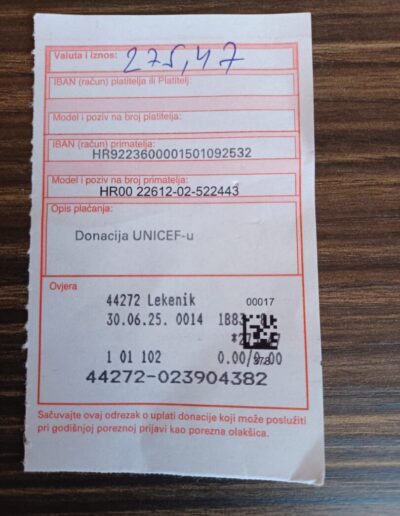 Valuta i iznos: 275,47
IBAN (račun) platitelja ili Platitelj:
Model i poziv na broj platitelja:
IBAN (račun) primatelja:
HR9223600001501092532
Model i poziv na broj primatelja:
HR00 22612-02-522443
Opis plaćanja:
Donacija UNICEF-u
Ovjera
44272 Lekenik 00017
30.06.25. 0014 1883
1 01 102 0.00/
44272-023904382
Sačuvajte ovaj odrezak o uplati donacije koji može poslužiti
pri godišnjoj poreznoj prijavi kao porezna olakšica.